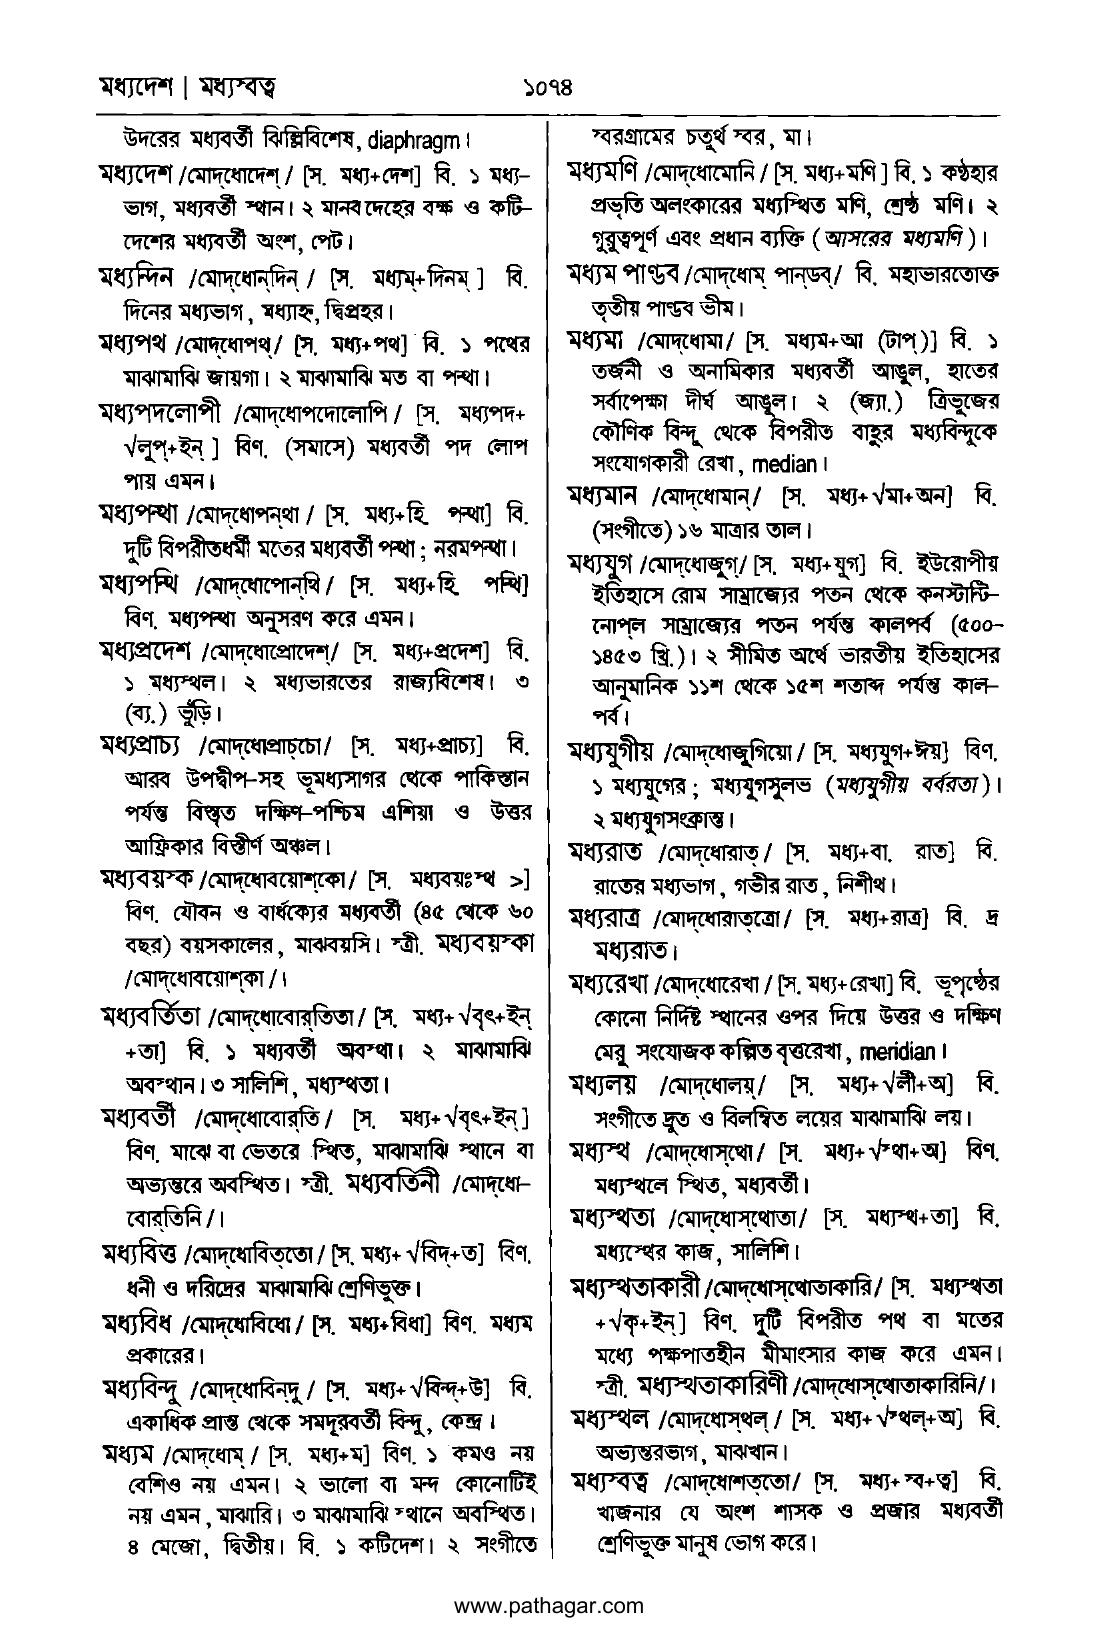 মধ্যদেশ | মধ্যস্বত্ব
১০৭৪
উদরের মধ্যবর্তী ঝিল্লিবিশেষ, diaphragm।
মধ্যদেশ /মোদ্‌ধোদেশ্‌/ [স. মধ্য+দেশ] বি. ১ মধ্য-
ভাগ, মধ্যবর্তী স্থান। ২ মানবদেহের বক্ষ ও কটি-
দেশের মধ্যবর্তী অংশ, পেট।
মধ্যন্দিন /মোদ্‌ধোন্‌দিন্‌/ [স. মধ্যম্+দিনম্] বি.
দিনের মধ্যভাগ, মধ্যাহ্ন, দ্বিপ্রহর।
মধ্যপথ /মোদ্‌ধোপথ্‌/ [স. মধ্য+পথ] বি. ১ পথের
মাঝামাঝি জায়গা। ২ মাঝামাঝি মত বা পন্থা।
মধ্যপদলোপী /মোদ্‌ধোপদোলোপি/ [স. মধ্যপদ+
√লুপ্+ইন্] বিণ. (সমাসে) মধ্যবর্তী পদ লোপ
পায় এমন।
মধ্যপন্থা /মোদ্‌ধোপন্‌থা/ [স. মধ্য+হি. পন্থা] বি.
দুটি বিপরীতধর্মী মতের মধ্যবর্তী পন্থা; নরমপন্থা।
মধ্যপন্থি /মোদ্‌ধোপোন্‌থি/ [স. মধ্য+হি. পন্থি]
বিণ. মধ্যপন্থা অনুসরণ করে এমন।
মধ্যপ্রদেশ /মোদ্‌ধোপ্রোদেশ্‌/ [স. মধ্য+প্রদেশ] বি.
১ মধ্যস্থল। ২ মধ্যভারতের রাজ্যবিশেষ। ৩
(ব্য.) ভুঁড়ি।
মধ্যপ্রাচ্য /মোদ্‌ধোপ্রাচ্‌চো/ [স. মধ্য+প্রাচ্য] বি.
আরব উপদ্বীপ-সহ ভূমধ্যসাগর থেকে পাকিস্তান
পর্যন্ত বিস্তৃত দক্ষিণ-পশ্চিম এশিয়া ও উত্তর
আফ্রিকার বিস্তীর্ণ অঞ্চল।
মধ্যবয়স্ক /মোদ্‌ধোবয়োশ্‌কো/ [স. মধ্যবয়ঃস্থ >]
বিণ. যৌবন ও বার্ধক্যের মধ্যবর্তী (৪৫ থেকে ৬০
বছর) বয়সকালের, মাঝবয়সি। স্ত্রী. মধ্যবয়স্কা
/মোদ্‌ধোবয়োশ্‌কা/।
মধ্যবর্তিতা /মোদ্‌ধোবোর্‌তিতা/ [স. মধ্য+√বৃৎ+ইন্
+তা] বি. ১ মধ্যবর্তী অবস্থা। ২ মাঝামাঝি
অবস্থান। ৩ সালিশি, মধ্যস্থতা।
মধ্যবর্তী /মোদ্‌ধোবোর্‌তি/ [স. মধ্য+√বৃৎ+ইন্]
বিণ. মাঝে বা ভেতরে স্থিত, মাঝামাঝি স্থানে বা
অভ্যন্তরে অবস্থিত। স্ত্রী. মধ্যবর্তিনী /মোদ্‌ধো-
বোর্‌তিনি/।
মধ্যবিত্ত /মোদ্‌ধোবিত্‌তো/ [স. মধ্য+√বিদ্+ত] বিণ.
ধনী ও দরিদ্রের মাঝামাঝি শ্রেণিভুক্ত।
মধ্যবিধ /মোদ্‌ধোবিধো/ [স. মধ্য+বিধা] বিণ. মধ্যম
প্রকারের।
মধ্যবিন্দু /মোদ্‌ধোবিন্‌দু/ [স. মধ্য+√বিন্দ্+উ] বি.
একাধিক প্রান্ত থেকে সমদূরবর্তী বিন্দু, কেন্দ্র।
মধ্যম /মোদ্‌ধোম্‌/ [স. মধ্য+ম] বিণ. ১ কমও নয়
বেশিও নয় এমন। ২ ভালো বা মন্দ কোনোটিই
নয় এমন, মাঝারি। ৩ মাঝামাঝি স্থানে অবস্থিত।
৪ মেজো, দ্বিতীয়। বি. ১ কটিদেশ। ২ সংগীতে
স্বরগ্রামের চতুর্থ স্বর, মা।
মধ্যমণি /মোদ্‌ধোমোনি/ [স. মধ্য+মণি] বি. ১ কণ্ঠহার
প্রভৃতি অলংকারের মধ্যস্থিত মণি, শ্রেষ্ঠ মণি। ২
গুরুত্বপূর্ণ এবং প্রধান ব্যক্তি (আসরের মধ্যমণি)।
মধ্যম পাণ্ডব /মোদ্‌ধোম্‌ পান্‌ডব্/ বি. মহাভারতোক্ত
তৃতীয় পাণ্ডব ভীম।
মধ্যমা /মোদ্‌ধোমা/ [স. মধ্যম+আ (টাপ্)] বি. ১
তর্জনী ও অনামিকার মধ্যবর্তী আঙুল, হাতের
সর্বাপেক্ষা দীর্ঘ আঙুল। ২ (জ্যা.) ত্রিভুজের
কৌণিক বিন্দু থেকে বিপরীত বাহুর মধ্যবিন্দুকে
সংযোগকারী রেখা, median।
মধ্যমান /মোদ্‌ধোমান্‌/ [স. মধ্য+√মা+অন] বি.
(সংগীতে) ১৬ মাত্রার তাল।
মধ্যযুগ /মোদ্‌ধোজুগ্‌/ [স. মধ্য+যুগ] বি. ইউরোপীয়
ইতিহাসে রোম সাম্রাজ্যের পতন থেকে কনস্টান্টি-
নোপ্‌ল সাম্রাজ্যের পতন পর্যন্ত কালপর্ব (৫০০-
১৪৫৩ খ্রি.)। ২ সীমিত অর্থে ভারতীয় ইতিহাসের
আনুমানিক ১১শ থেকে ১৫শ শতাব্দ পর্যন্ত কাল-
পর্ব।
মধ্যযুগীয় /মোদ্‌ধোজুগিয়ো/ [স. মধ্যযুগ+ঈয়] বিণ.
১ মধ্যযুগের; মধ্যযুগসুলভ (মধ্যযুগীয় বর্বরতা)।
২ মধ্যযুগসংক্রান্ত।
মধ্যরাত /মোদ্‌ধোরাত্‌/ [স. মধ্য+বা. রাত] বি.
রাতের মধ্যভাগ, গভীর রাত, নিশীথ।
মধ্যরাত্র /মোদ্‌ধোরাত্‌ত্রো/ [স. মধ্য+রাত্র] বি. দ্র
মধ্যরাত।
মধ্যরেখা /মোদ্‌ধোরেখা/ [স. মধ্য+রেখা] বি. ভূপৃষ্ঠের
কোনো নির্দিষ্ট স্থানের ওপর দিয়ে উত্তর ও দক্ষিণ
মেরু সংযোজক কল্পিত বৃত্তরেখা, meridian।
মধ্যলয় /মোদ্‌ধোলয়্‌/ [স. মধ্য+√লী+অ] বি.
সংগীতে দ্রুত ও বিলম্বিত লয়ের মাঝামাঝি লয়।
মধ্যস্থ /মোদ্‌ধোস্‌থো/ [স. মধ্য+√স্থা+অ] বিণ.
মধ্যস্থলে স্থিত, মধ্যবর্তী।
মধ্যস্থতা /মোদ্‌ধোস্‌থোতা/ [স. মধ্যস্থ+তা] বি.
মধ্যস্থের কাজ, সালিশি।
মধ্যস্থতাকারী /মোদ্‌ধোস্‌থোতাকারি/ [স. মধ্যস্থতা
+√কৃ+ইন্] বিণ. দুটি বিপরীত পথ বা মতের
মধ্যে পক্ষপাতহীন মীমাংসার কাজ করে এমন।
স্ত্রী. মধ্যস্থতাকারিণী /মোদ্‌ধোস্‌থোতাকারিনি/।
মধ্যস্থল /মোদ্‌ধোস্‌থল্‌/ [স. মধ্য+√স্থল্+অ] বি.
অভ্যন্তরভাগ, মাঝখান।
মধ্যস্বত্ব /মোদ্‌ধোশত্‌তো/ [স. মধ্য+স্ব+ত্ব] বি.
খাজনার যে অংশ শাসক ও প্রজার মধ্যবর্তী
শ্রেণিভুক্ত মানুষ ভোগ করে।
www.pathagar.com